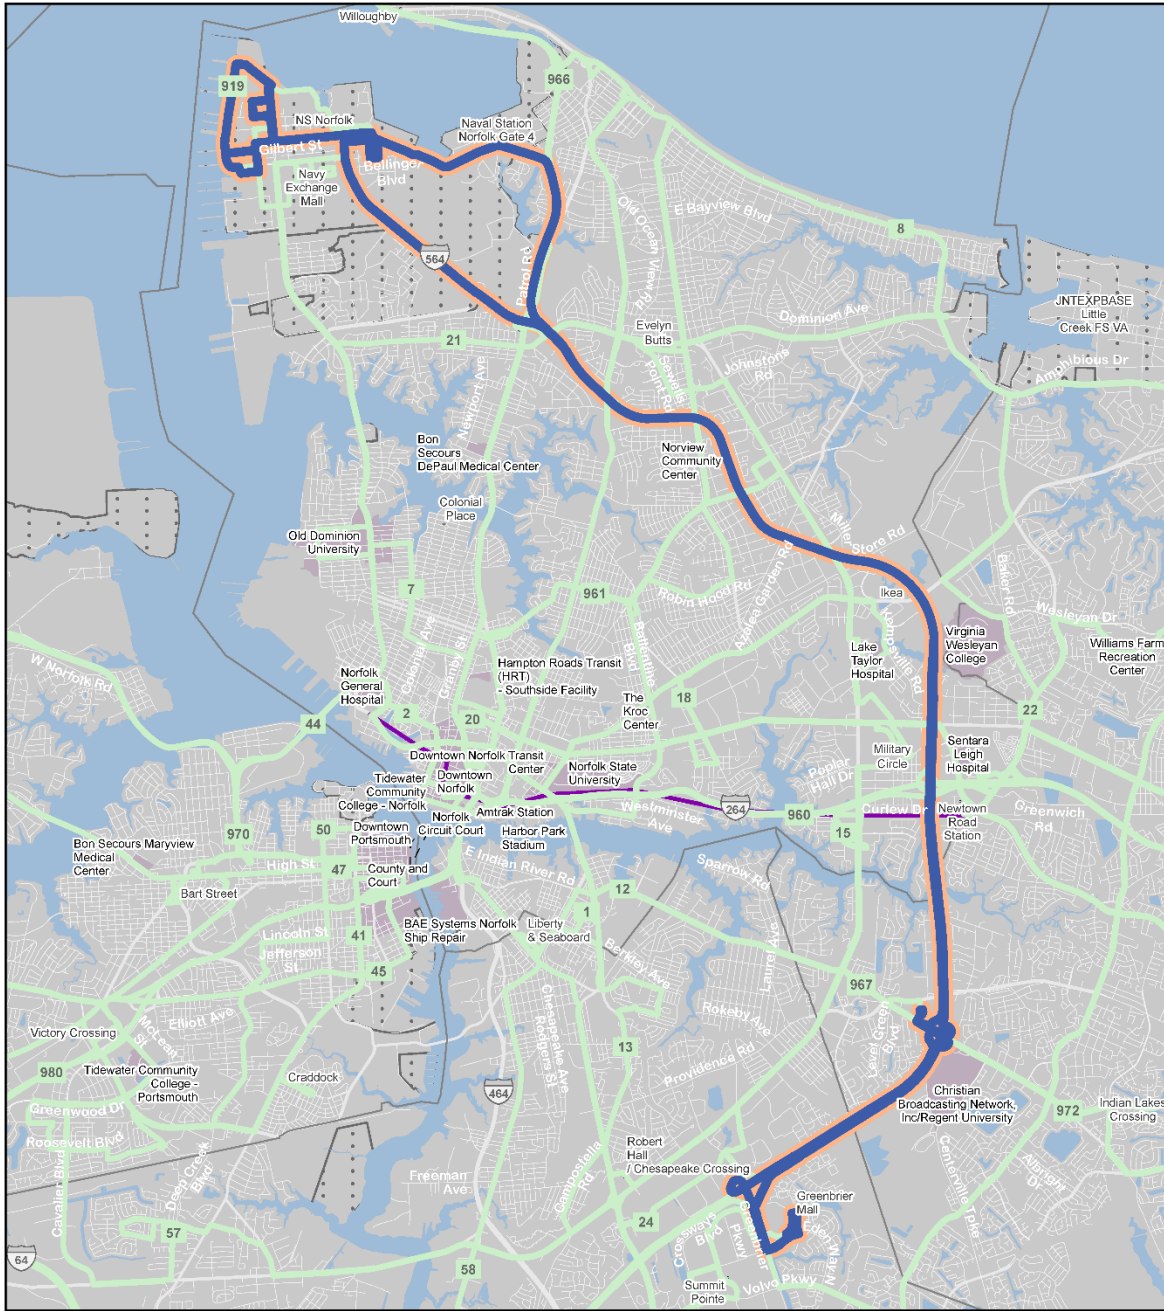 Willoughby
966
919
NS Norfolk
Naval Station
Norfolk Gate 4
Gilbert St
Bellinger
Blvd
Navy
Exchange
Mall
Old Ocean View Rd
E Bayview Blvd
8
564
Patrol Rd
JNTEXPBASE
Little
Creek FS VA
Dominion Ave
Evelyn
Butts
21
Johnstons
Rd
Amphibious Dr
Sewells
Point Rd
Newport Ave
Bon
Secours
DePaul Medical Center
Norview
Community
Center
Colonial
Place
Old Dominion
University
Miller
Store Rd
Azalea Garden Rd
Baker Rd
7
961
Robin Hood Rd
Ikea
Wesleyan Dr
Kempsville Rd
Virginia
Wesleyan
College
Williams Farm
Recreation
Center
Colley Ave
Granby St
Ballentine
Blvd
Lake
Taylor
Hospital
W Norfolk Rd
Norfolk
General
Hospital
Hampton Roads Transit
(HRT)
- Southside Facility
The
Kroc
Center
18
22
44
2
20
Downtown Norfolk Transit
Center
Military
Circle
Sentara
Leigh
Hospital
Poplar
Hall Dr
Tidewater
Community
College - Norfolk
Downtown
Norfolk
Norfolk State
University
Amtrak Station
Westminster
Ave
264
960
Curlew Dr
Newtown
Road
Station
Greenwich
Rd
Norfolk
Circuit Court
Harbor Park
Stadium
15
970
50
Downtown
Portsmouth
Bon Secours Maryview
Medical
Center
High St
47
County and
Court
E Indian River Rd
Sparrow Rd
Bart Street
12
1
BAE Systems Norfolk
Ship Repair
Liberty
& Seaboard
Lincoln St
41
Jefferson
St
45
Berkley Ave
Laurel Ave
967
Elliott Ave
Chesapeake Ave
Rodgers St
Rokeby Ave
Level Green
Blvd
Victory Crossing
McLean
St
13
Providence Rd
980
Tidewater Community
College -
Portsmouth
Craddock
464
Christian
Broadcasting Network,
Inc/Regent University
972
Indian Lakes
Crossing
Greenwood Dr
Roosevelt Blvd
Robert
Hall
/ Chesapeake Crossing
Centerville Tpke
Albright
Dr
Cavalier Blvd
Deep Creek
Blvd
Freeman
Ave
Campostella
Rd
Greenbrier
Mall
24
Crossways
Blvd
Greenbrier
Pkwy
Eden Way N
57
64
58
Summit
Pointe
Volvo Pkwy